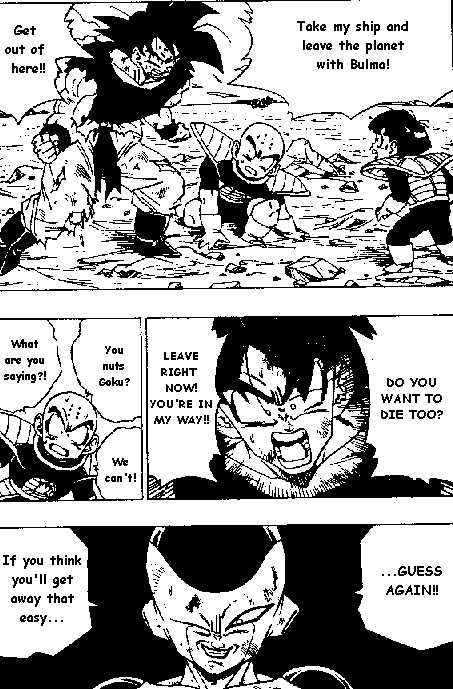 Get
out of
here!!
Take my ship and
leave the planet
with Bulma!
What
are you
saying?!
You
nuts
Goku?
We
can't!
LEAVE
RIGHT
NOW!
YOU'RE IN
MY WAY!!
DO YOU
WANT TO
DIE TOO?
If you think
you'll get
away that
easy...
...GUESS
AGAIN!!